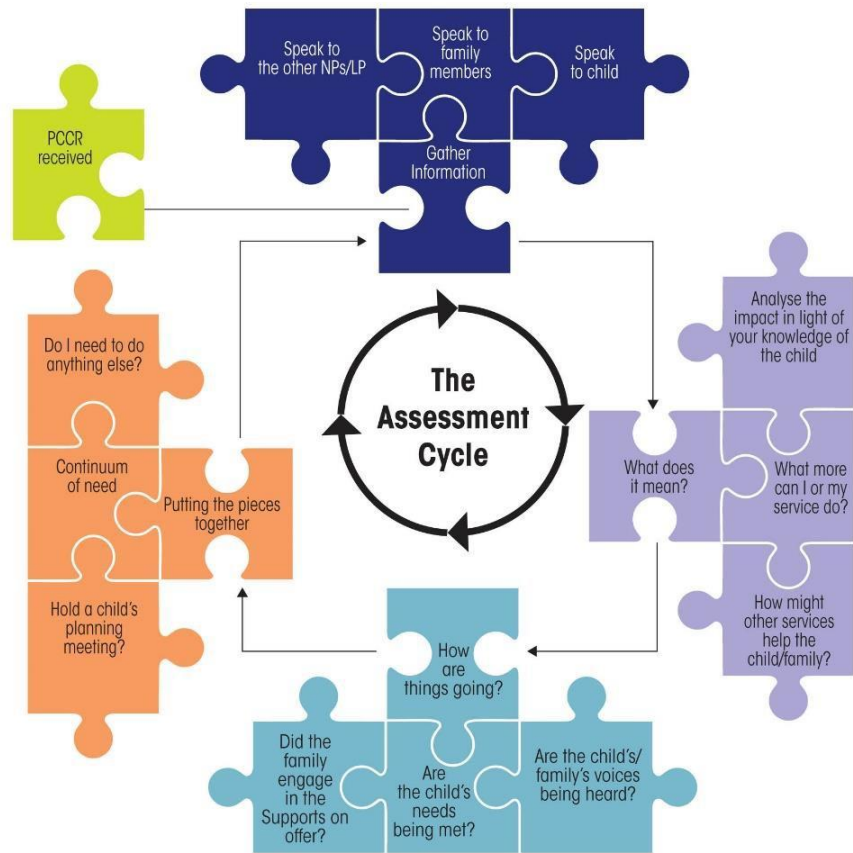 Speak to
the other NPs/LP
Speak to
family
members
Speak
to child
Gather
Information
PCCR
received
The
Assessment
Cycle
Analyse the
impact in light of
your knowledge of
the child
What does
it mean?
What more
can I or my
service do?
How might
other services
help the
child/family?
How
are
things going?
Did the
family
engage
in the
Supports on
offer?
Are
the child's
needs
being met?
Are the child's/
family's voices
being heard?
Do I need to do
anything else?
Continuum
of need
Putting the pieces
together
Hold a child's
planning
meeting?